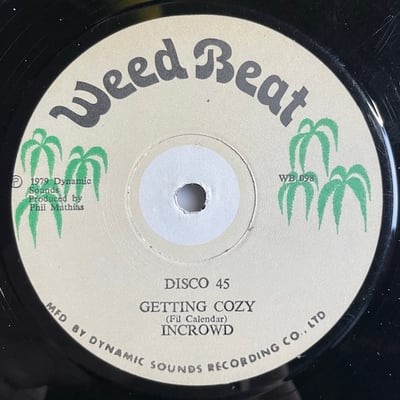 Weed Beat
℗ 1979 Dynamic
Sounds
Produced by
Phil Mathias
WB 098
DISCO 45
GETTING COZY
(Fil Calendar)
INCROWD
MFD. BY DYNAMIC SOUNDS RECORDING CO., LTD